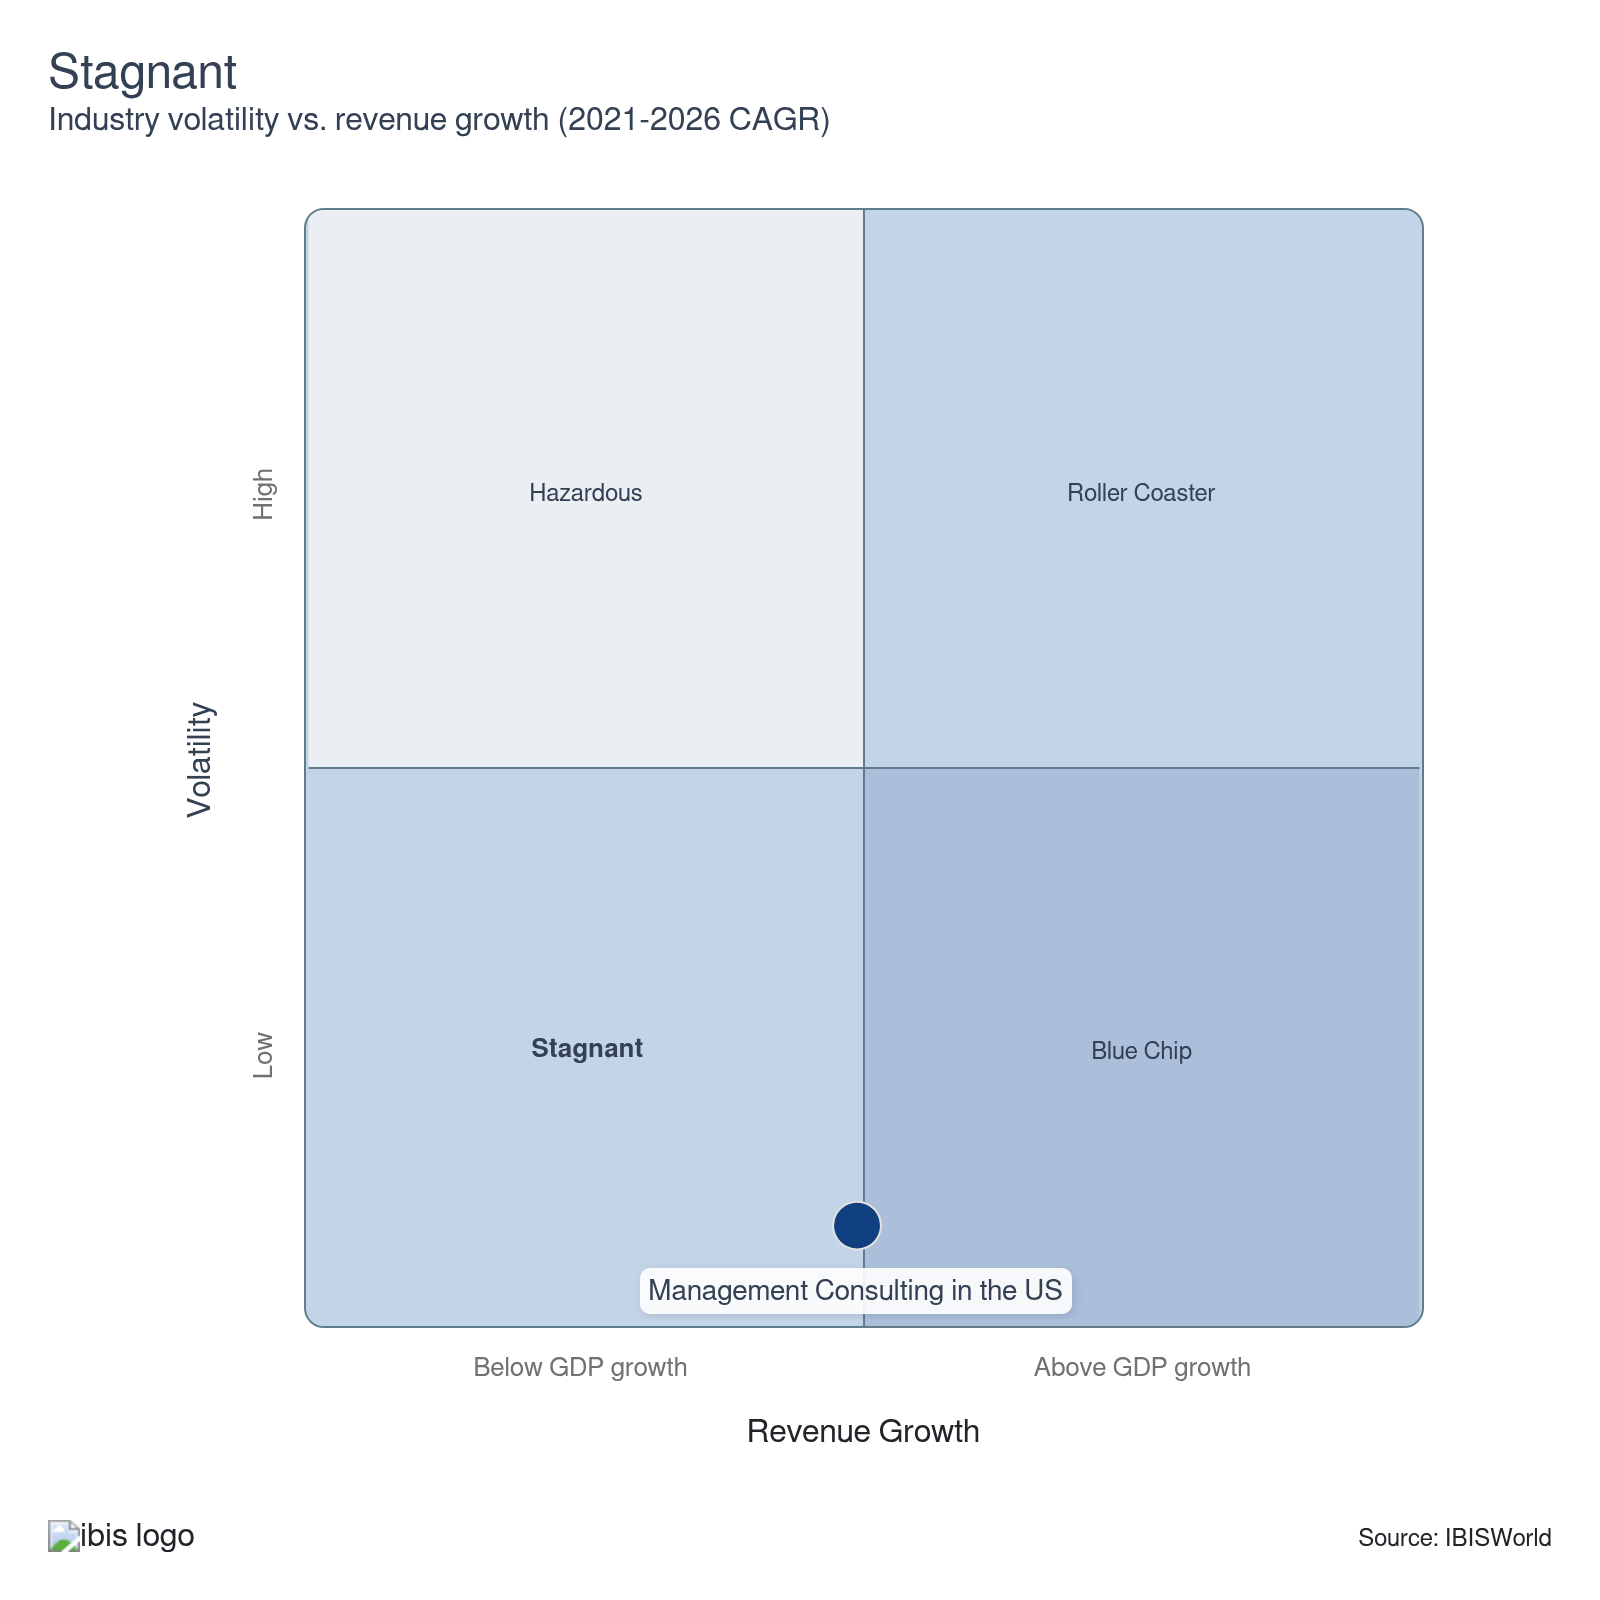 Stagnant
Industry volatility vs. revenue growth (2021-2026 CAGR)
Hazardous
Roller Coaster
High
Volatility
Stagnant
Blue Chip
Low
Management Consulting in the US
Below GDP growth
Above GDP growth
Revenue Growth
ibis logo
Source: IBISWorld